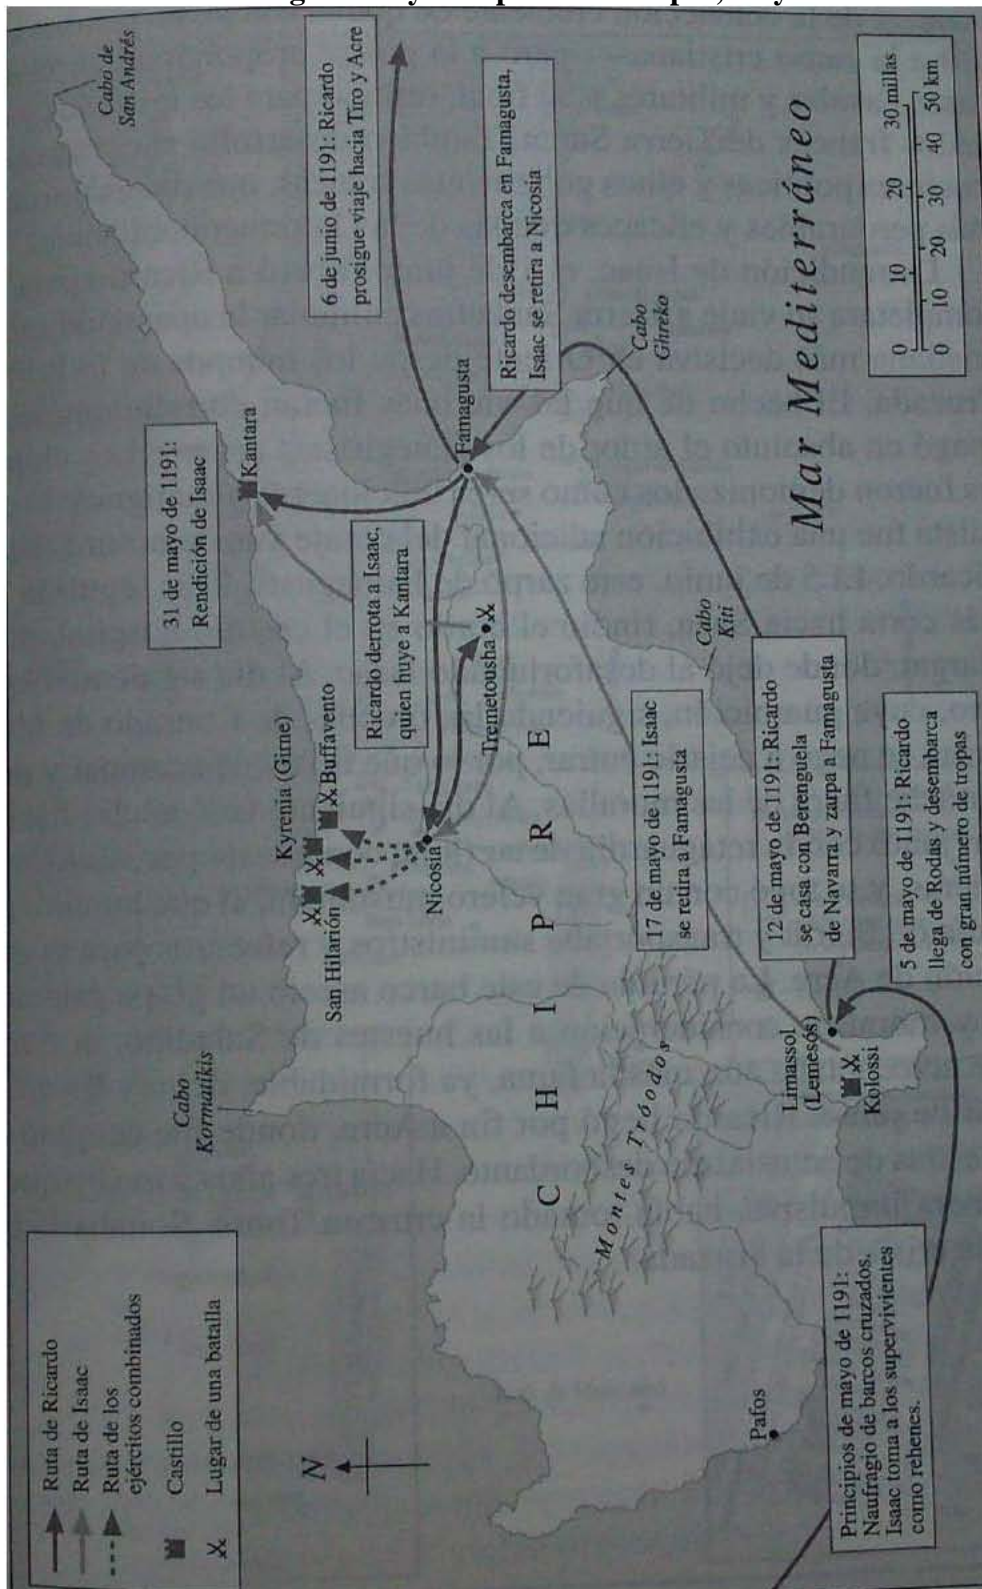 Ruta de Ricardo
Ruta de Isaac
Ruta de los
ejércitos combinados
Castillo
Lugar de una batalla
N
Cabo
Kormatikis
San Hilarión
Kyrenia (Girne)
Buffavento
31 de mayo de 1191:
Rendición de Isaac
Kantara
Cabo de
San Andrés
6 de junio de 1191: Ricardo
prosigue viaje hacia Tiro y Acre
Ricardo derrota a Isaac,
quien huye a Kantara
Nicosia
Tremetousha
Famagusta
Ricardo desembarca en Famagusta,
Isaac se retira a Nicosia
Cabo
Ghreko
CHIPRE
Montes Tróodos
17 de mayo de 1191: Isaac
se retira a Famagusta
Cabo
Kiti
12 de mayo de 1191: Ricardo
se casa con Berenguela
de Navarra y zarpa a Famagusta
Limassol
(Lemesós)
Kolossi
5 de mayo de 1191: Ricardo
llega de Rodas y desembarca
con gran número de tropas
Pafos
Principios de mayo de 1191:
Naufragio de barcos cruzados.
Isaac toma a los supervivientes
como rehenes.
Mar Mediterráneo
0 10 20 30 millas
0 10 20 30 40 50 km